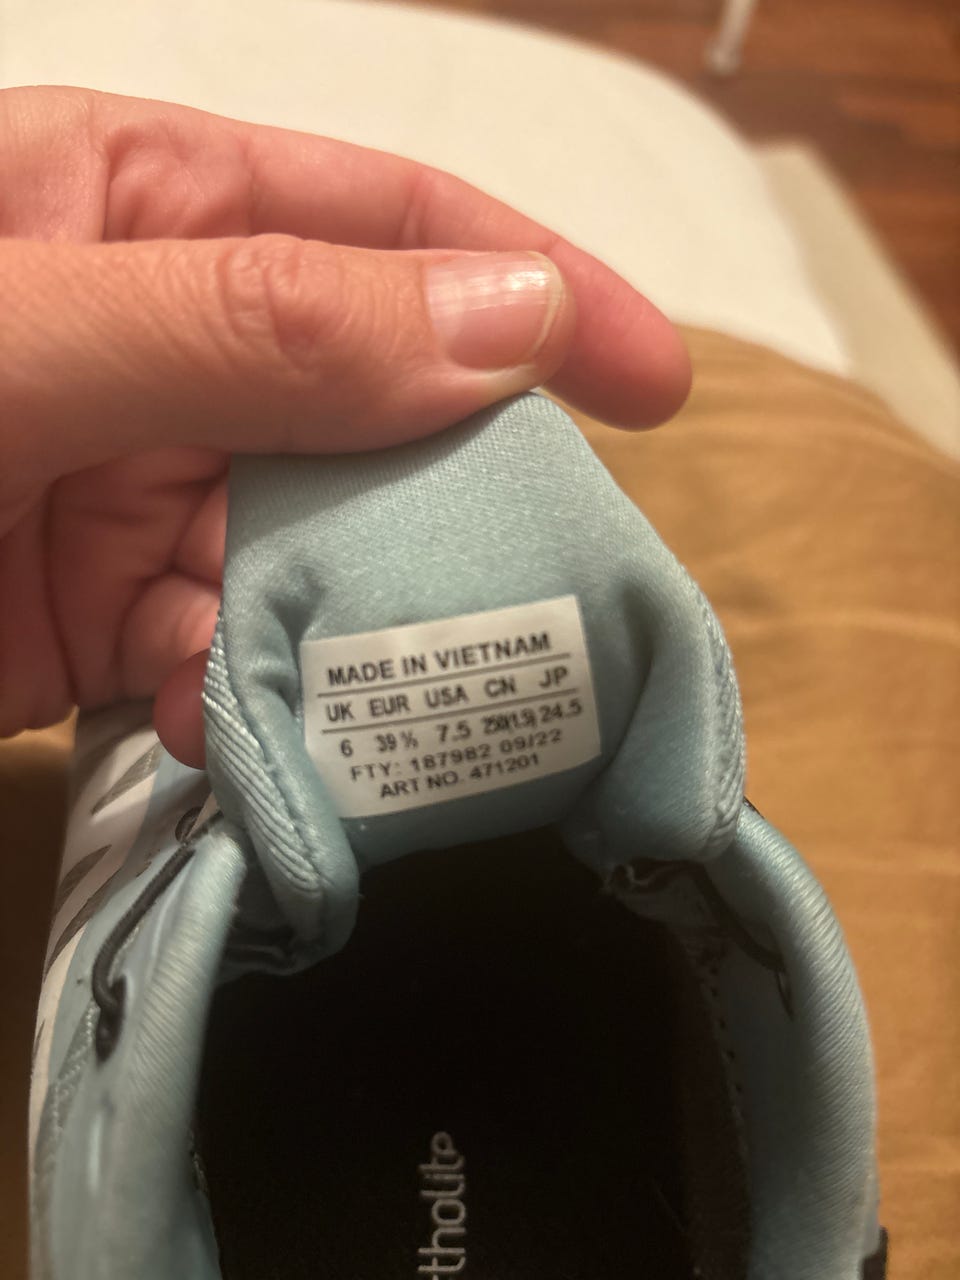 MADE IN VIETNAM
UK EUR USA CN JP
6 39⅓ 7.5 250(1.5) 24.5
FTY: 187982 09/22
ART NO. 471201
rtholite